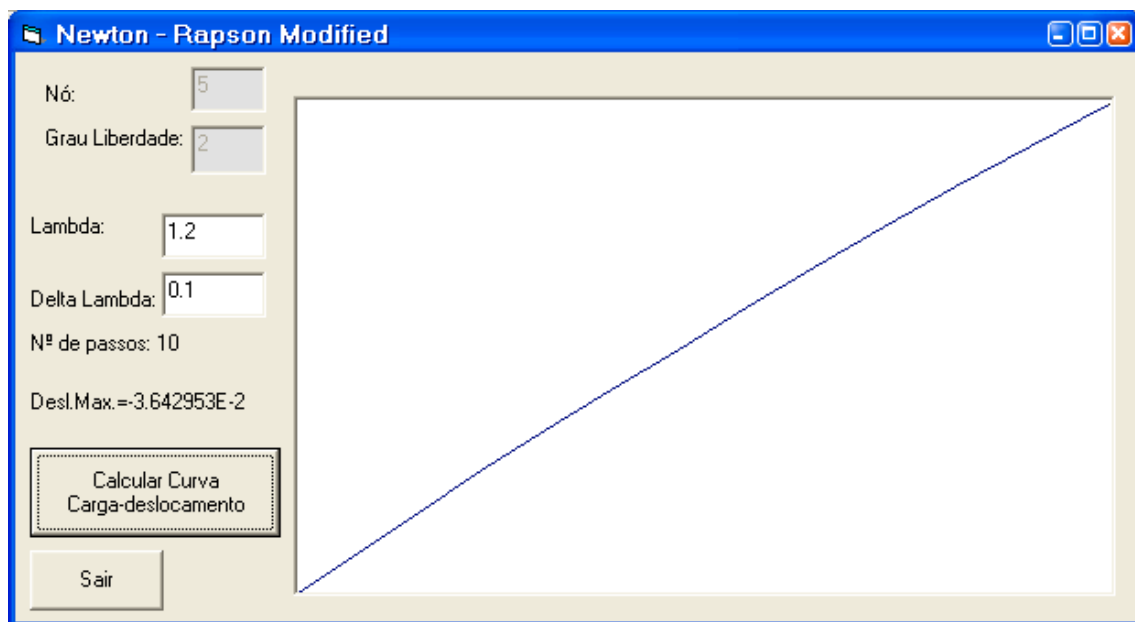 Newton - Rapson Modified
Nó: 5
Grau Liberdade: 2
Lambda: 1.2
Delta Lambda: 0.1
Nº de passos: 10
Desl.Max.=-3.642953E-2
Calcular Curva
Carga-deslocamento
Sair